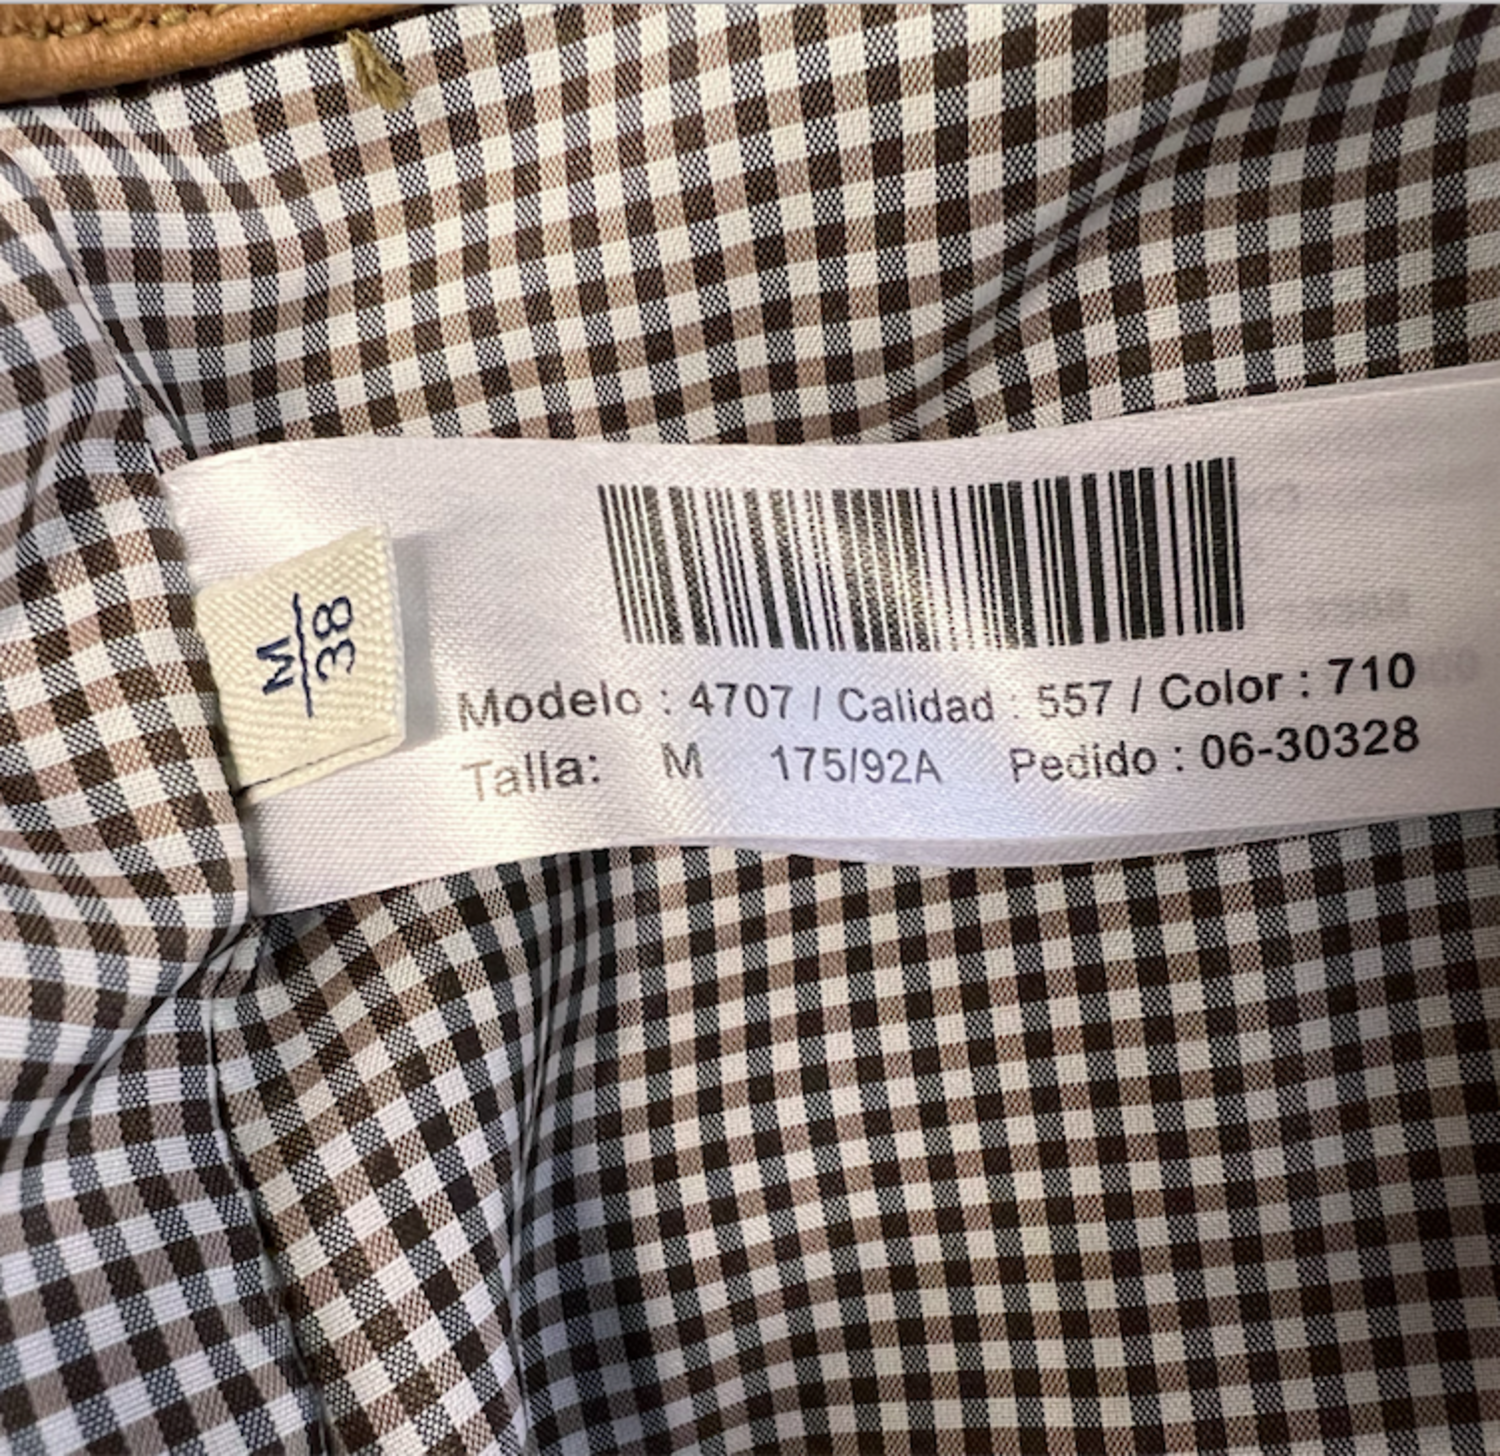 M
38
Modelo : 4707 / Calidad : 557 / Color : 710
Talla: M 175/92A Pedido : 06-30328